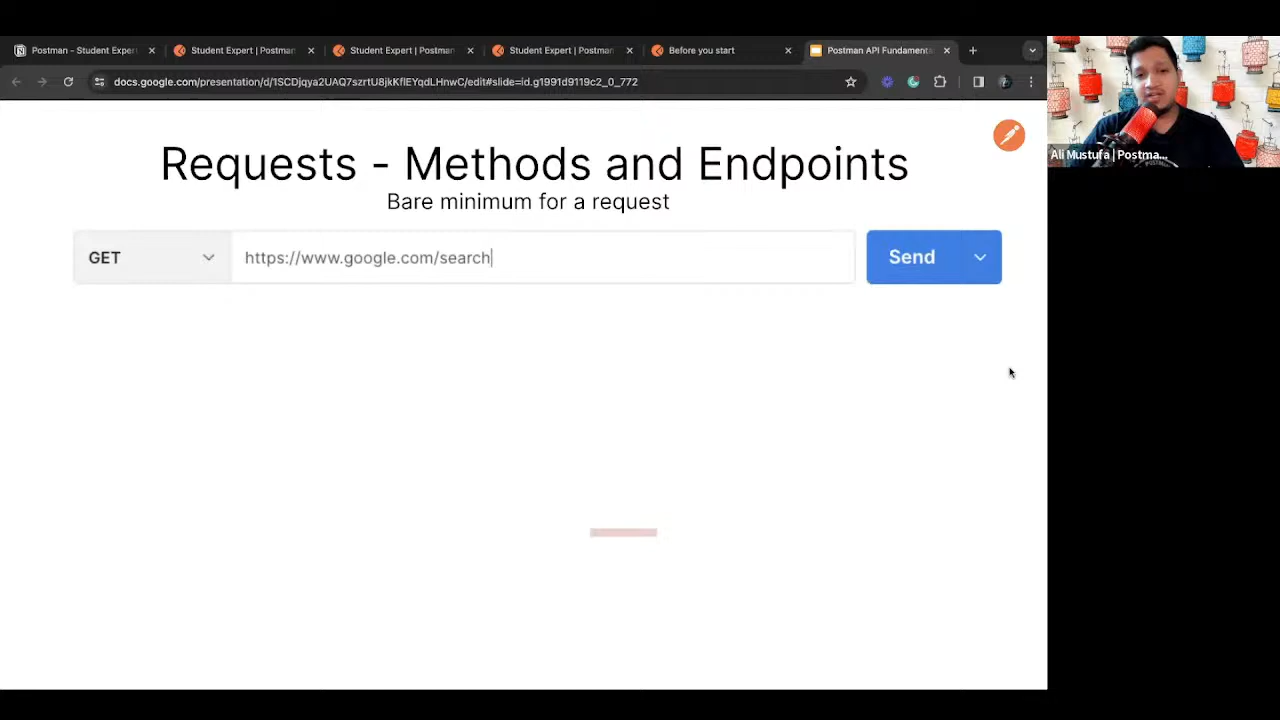 Postman - Student Exper
Student Expert | Postman
Student Expert | Postman
Student Expert | Postman
Before you start
Postman API Fundamenta
docs.google.com/presentation/d/1SCDjqya2UAQ7szrtU8jkKflEYqdLHnwC/edit#slide=id.g1991d9119c2_0_772
Ali Mustufa | Postma...
Requests - Methods and Endpoints
Bare minimum for a request
GET
https://www.google.com/search
Send